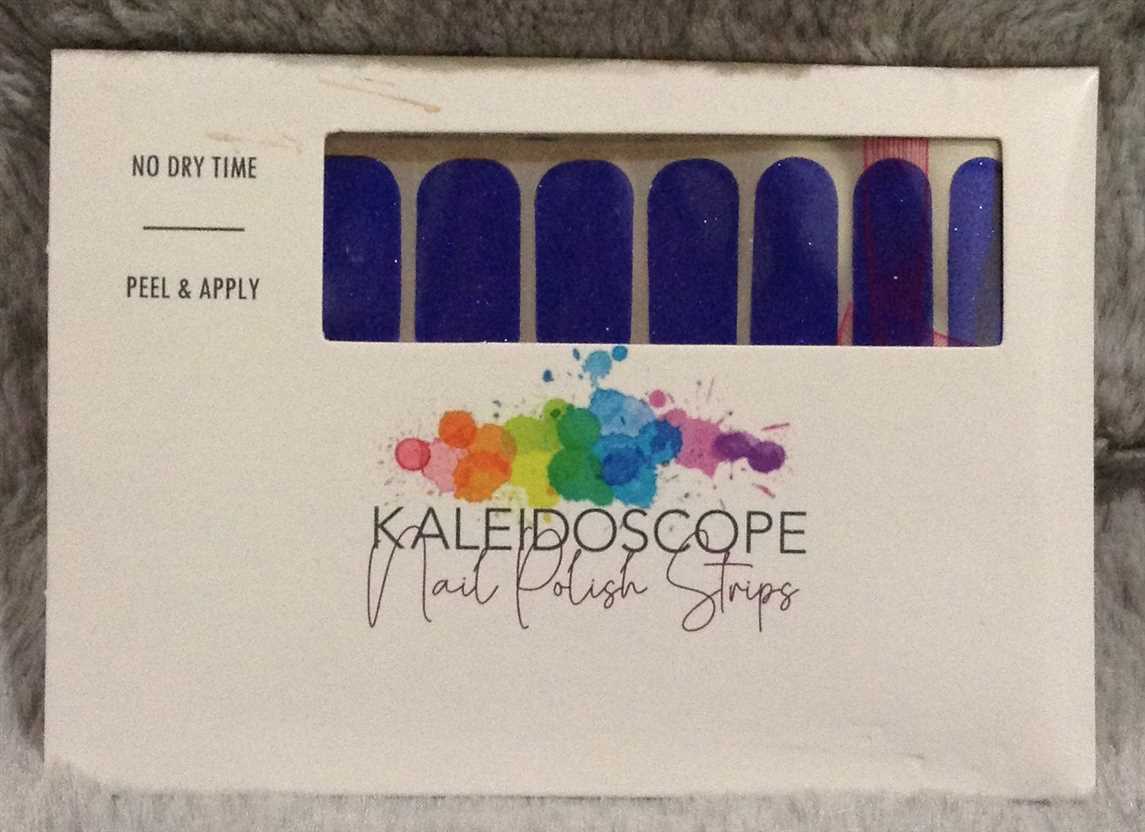 NO DRY TIME
PEEL & APPLY
KALEIDOSCOPE
Nail Polish Strips